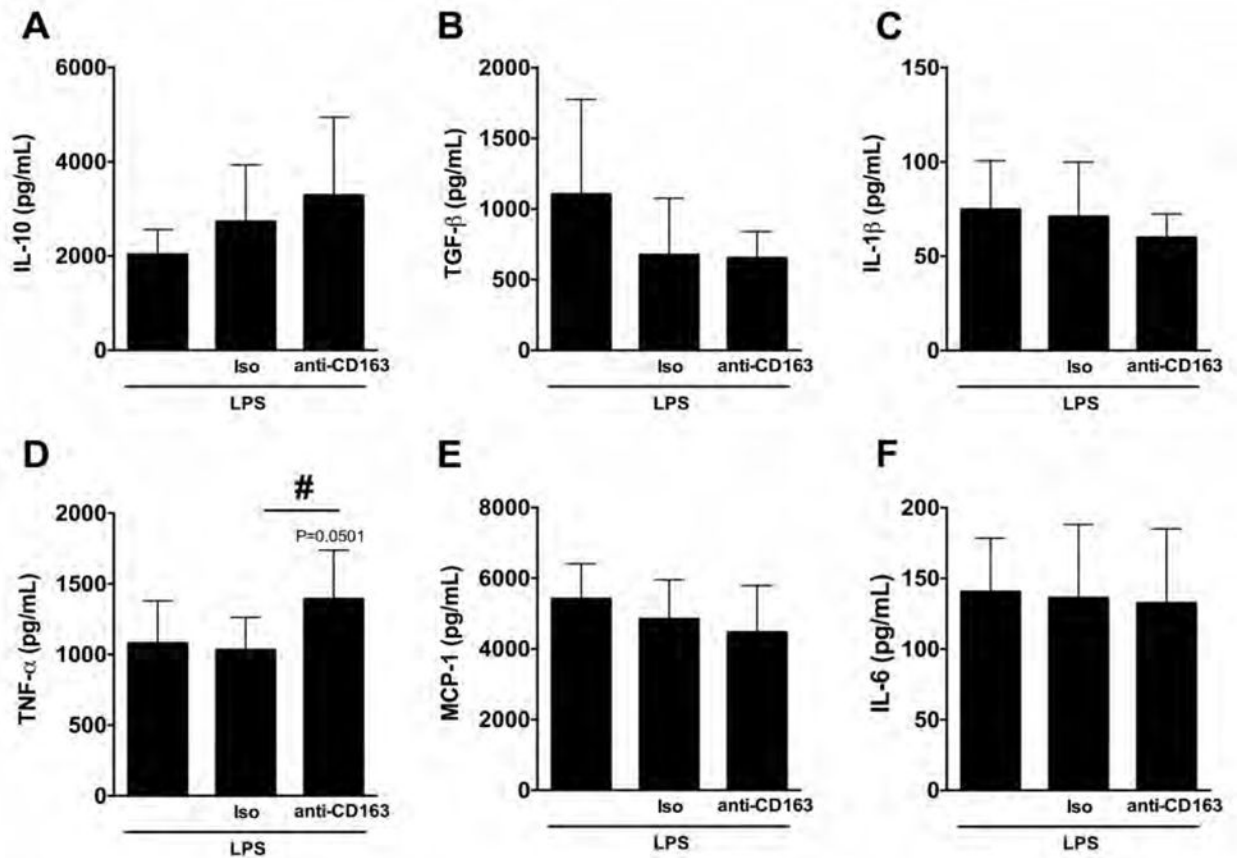 A
IL-10 (pg/mL)
6000
4000
2000
0
Iso anti-CD163
LPS
B
TGF-β (pg/mL)
2000
1500
1000
500
0
Iso anti-CD163
LPS
C
IL-1β (pg/mL)
150
100
50
0
Iso anti-CD163
LPS
D
TNF-α (pg/mL)
#
P=0.0501
2000
1500
1000
500
0
Iso anti-CD163
LPS
E
MCP-1 (pg/mL)
8000
6000
4000
2000
0
Iso anti-CD163
LPS
F
IL-6 (pg/mL)
200
150
100
50
0
Iso anti-CD163
LPS